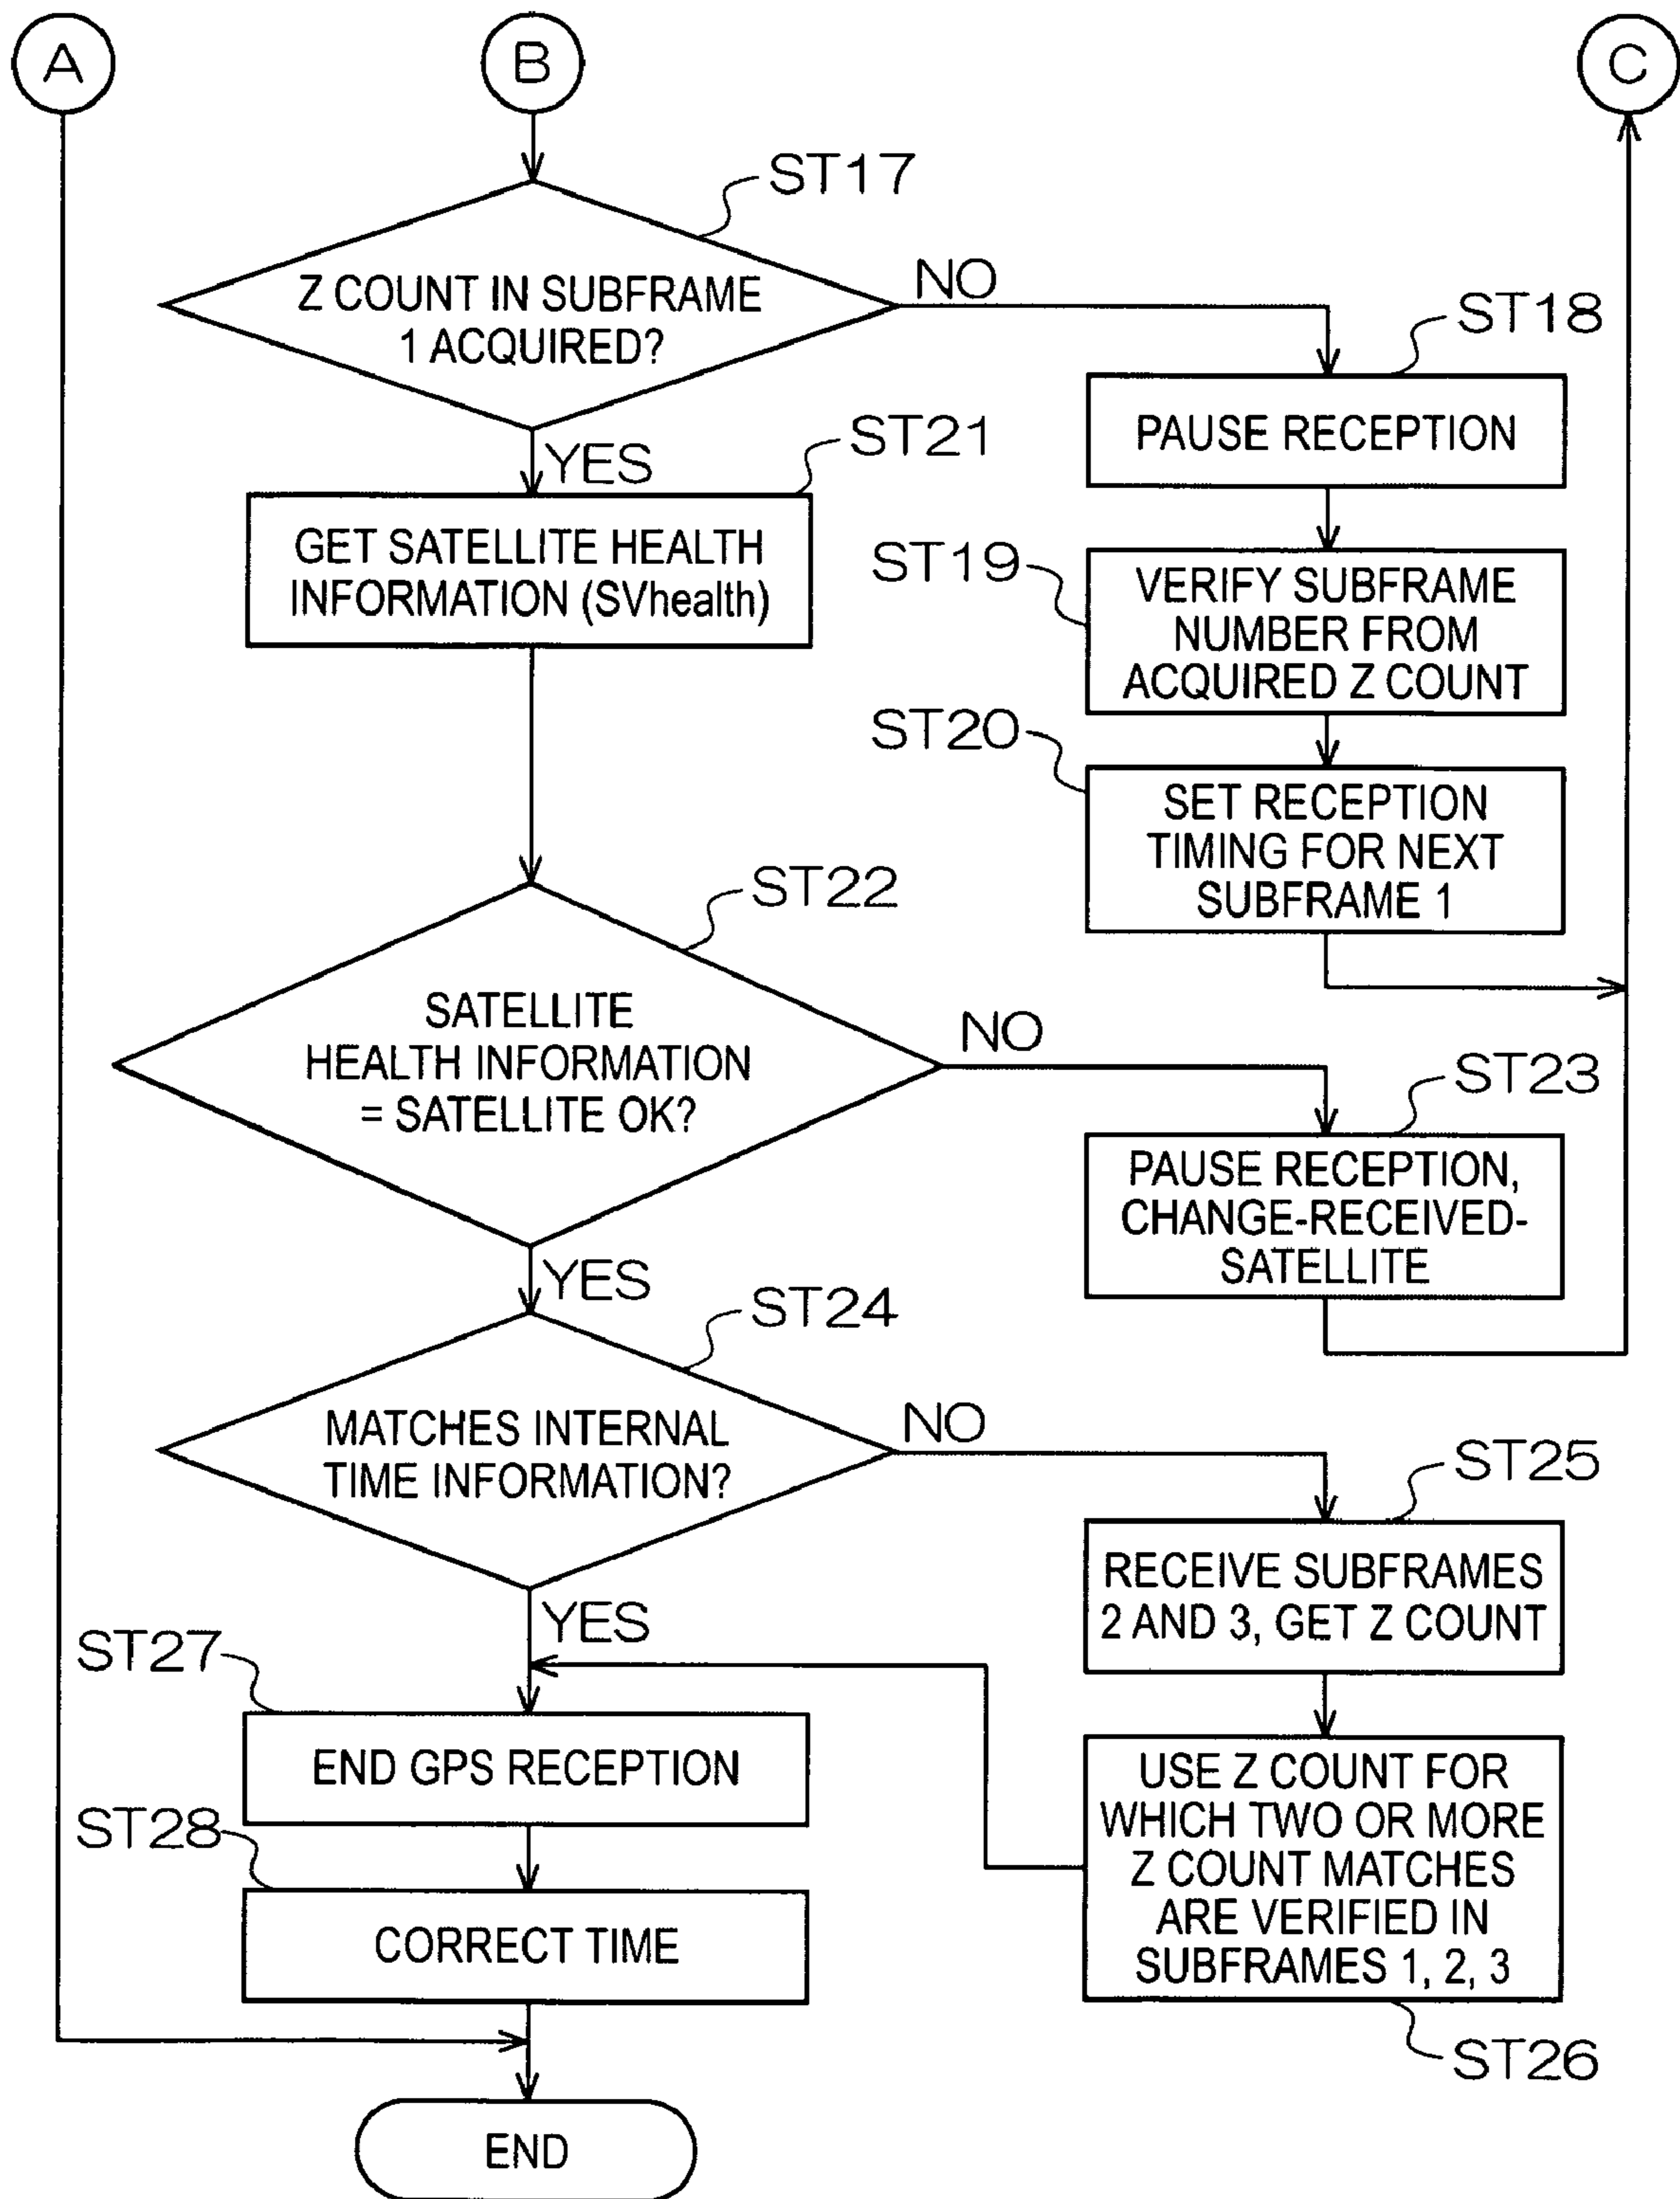 A
B
C
ST17
Z COUNT IN SUBFRAME
1 ACQUIRED?
NO
ST18
PAUSE RECEPTION
YES
ST21
GET SATELLITE HEALTH
INFORMATION (SVhealth)
ST19
VERIFY SUBFRAME
NUMBER FROM
ACQUIRED Z COUNT
ST20
SET RECEPTION
TIMING FOR NEXT
SUBFRAME 1
ST22
SATELLITE
HEALTH INFORMATION
= SATELLITE OK?
NO
ST23
PAUSE RECEPTION,
CHANGE-RECEIVED-
SATELLITE
YES
ST24
MATCHES INTERNAL
TIME INFORMATION?
NO
ST25
RECEIVE SUBFRAMES
2 AND 3, GET Z COUNT
YES
ST27
END GPS RECEPTION
USE Z COUNT FOR
WHICH TWO OR MORE
Z COUNT MATCHES
ARE VERIFIED IN
SUBFRAMES 1, 2, 3
ST26
ST28
CORRECT TIME
END